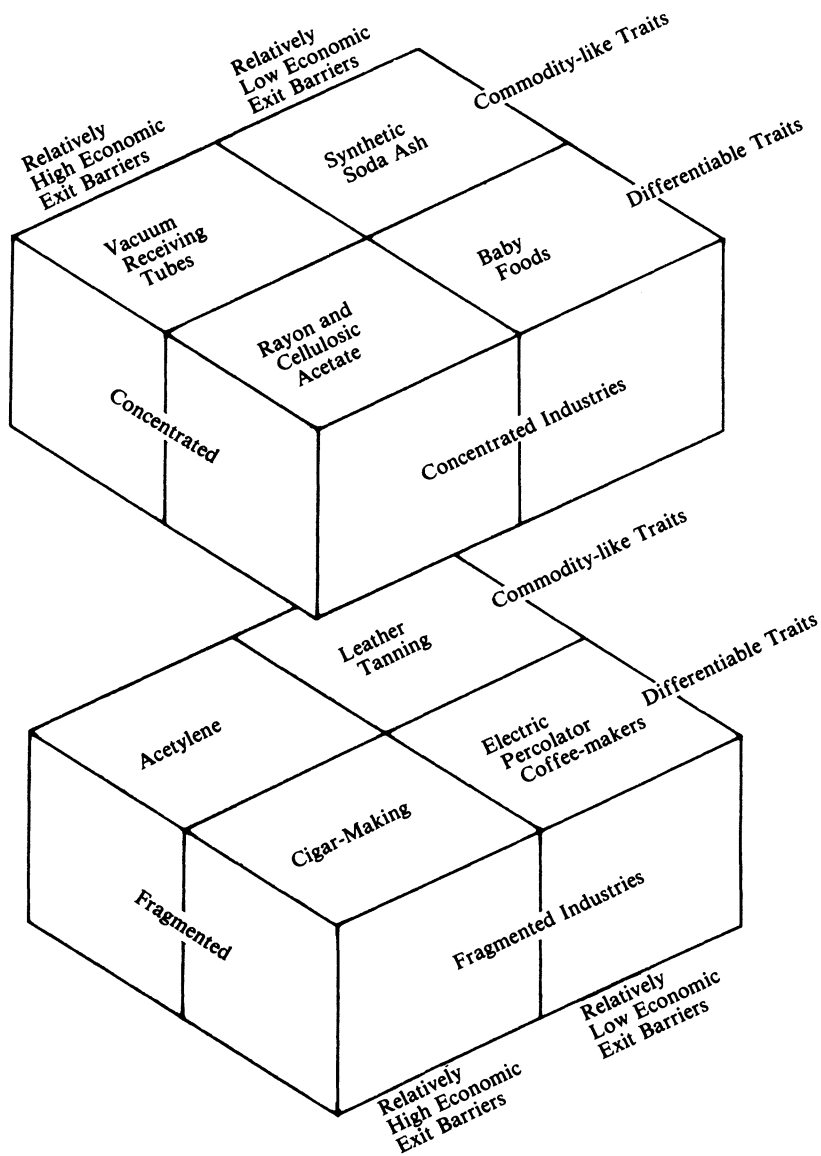 Relatively
Low Economic
Exit Barriers
Commodity-like Traits
Relatively
High Economic
Exit Barriers
Synthetic
Soda Ash
Differentiable Traits
Vacuum
Receiving
Tubes
Baby
Foods
Rayon and
Cellulosic
Acetate
Concentrated
Concentrated Industries
Commodity-like Traits
Leather
Tanning
Differentiable Traits
Acetylene
Electric
Percolator
Coffee-makers
Cigar-Making
Fragmented
Fragmented Industries
Relatively
Low Economic
Exit Barriers
Relatively
High Economic
Exit Barriers